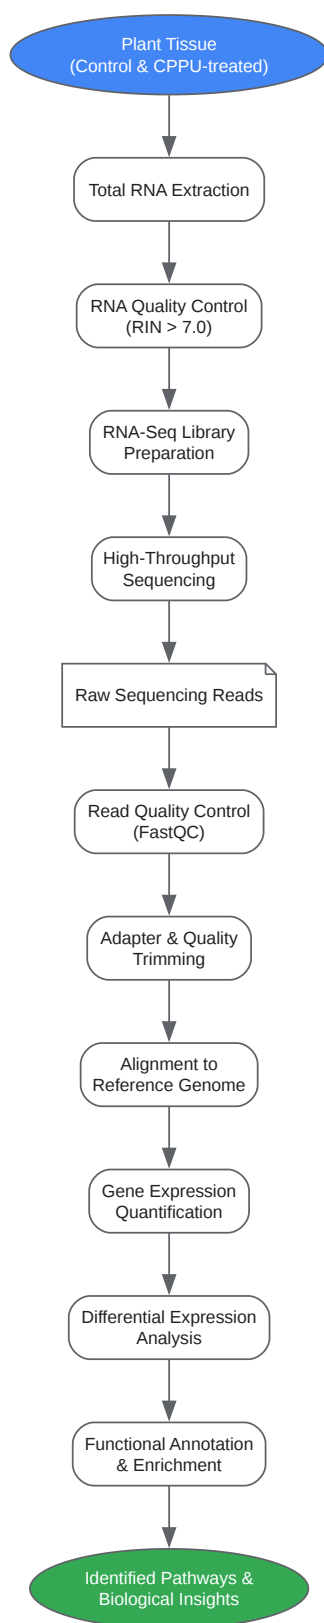 Plant Tissue
(Control & CPPU-treated)
Total RNA Extraction
RNA Quality Control
(RIN > 7.0)
RNA-Seq Library
Preparation
High-Throughput
Sequencing
Raw Sequencing Reads
Read Quality Control
(FastQC)
Adapter & Quality
Trimming
Alignment to
Reference Genome
Gene Expression
Quantification
Differential Expression
Analysis
Functional Annotation
& Enrichment
Identified Pathways &
Biological Insights